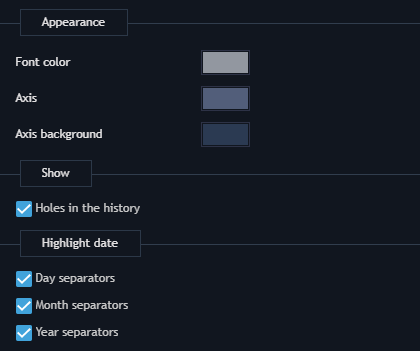 Appearance
Font color
Axis
Axis background
Show
Holes in the history
Highlight date
Day separators
Month separators
Year separators